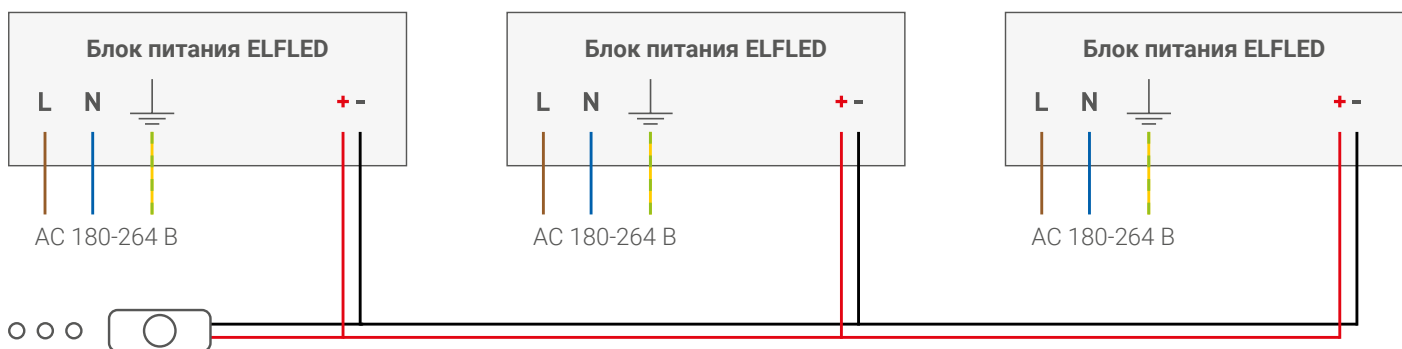 Блок питания ELFLED
L N + -
AC 180-264 В
Блок питания ELFLED
L N + -
AC 180-264 В
Блок питания ELFLED
L N + -
AC 180-264 В